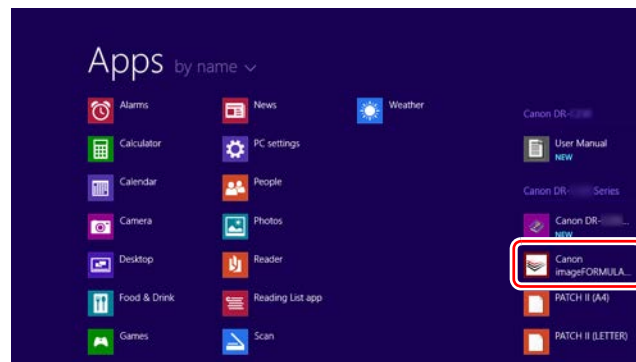 Apps by name
Alarms
Calculator
Calendar
Camera
Desktop
Food & Drink
Games
News
PC settings
People
Photos
Reader
Reading List app
Scan
Weather
Canon DR-
User Manual
NEW
Canon DR- Series
Canon DR- ...
NEW
Canon
imageFORMULA...
PATCH II (A4)
PATCH II (LETTER)